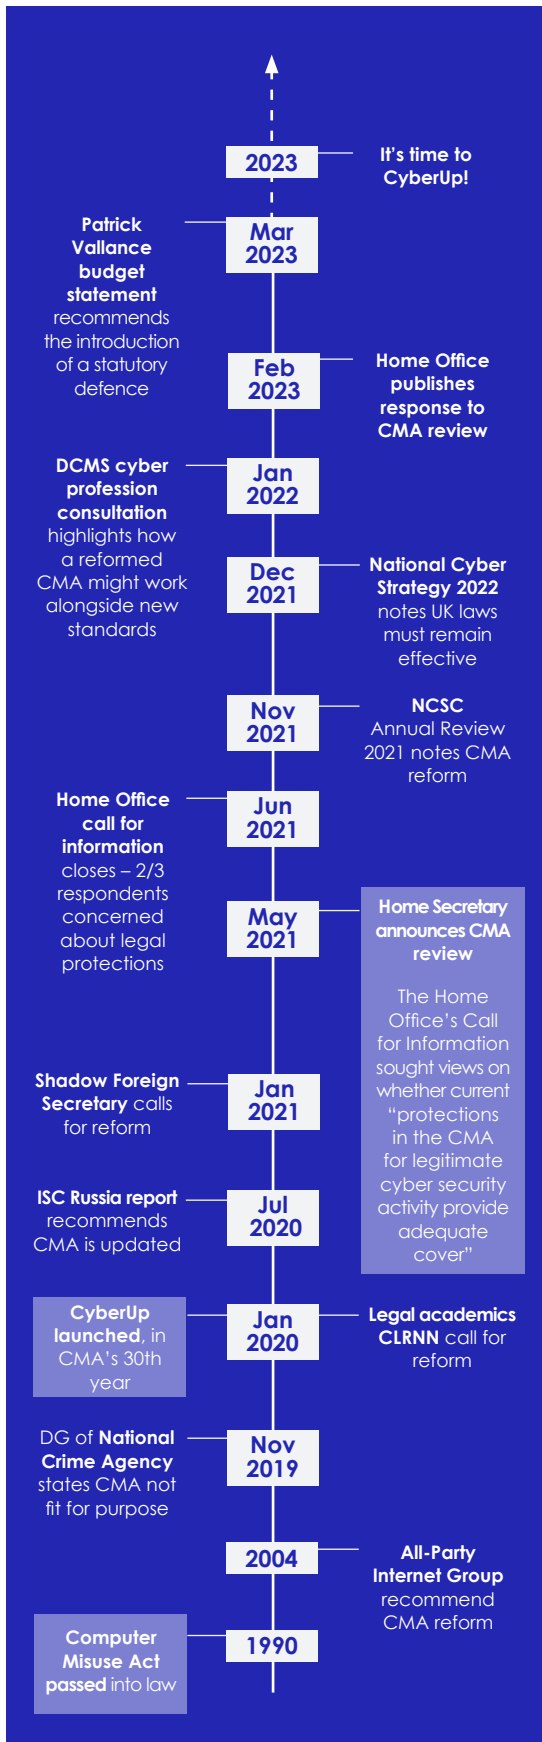 2023
It's time to
CyberUp!
Patrick
Vallance
budget
statement
recommends
the introduction
of a statutory
defence
Mar
2023
Feb
2023
Home Office
publishes
response to
CMA review
DCMS cyber
profession
consultation
highlights how
a reformed
CMA might work
alongside new
standards
Jan
2022
Dec
2021
National Cyber
Strategy 2022
notes UK laws
must remain
effective
Nov
2021
NCSC
Annual Review
2021 notes CMA
reform
Home Office
call for
information
closes – 2/3
respondents
concerned
about legal
protections
Jun
2021
May
2021
Home Secretary
announces CMA
review
The Home
Office's Call
for Information
sought views on
whether current
“protections
in the CMA
for legitimate
cyber security
activity provide
adequate
cover”
Shadow Foreign
Secretary calls
for reform
Jan
2021
ISC Russia report
recommends
CMA is updated
Jul
2020
CyberUp
launched, in
CMA's 30th
year
Jan
2020
Legal academics
CLRNN call for
reform
DG of National
Crime Agency
states CMA not
fit for purpose
Nov
2019
2004
All-Party
Internet Group
recommend
CMA reform
Computer
Misuse Act
passed into law
1990